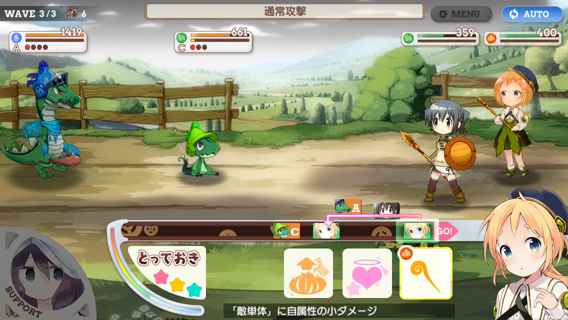 WAVE 3/3 6
通常攻撃
MENU
AUTO
1419
A
661
C
359
400
A
C
GO!
とっておき
SUPPORT
「敵単体」に自属性の小ダメージ